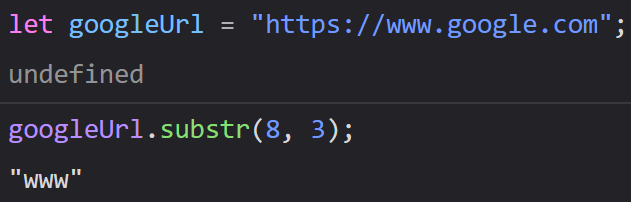 let googleUrl = "https://www.google.com";
undefined
googleUrl.substr(8, 3);
"www"